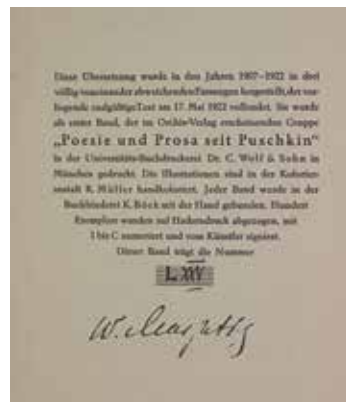 Diese Übersetzung wurde in den Jahren 1907–1922 in drei
völlig voneinander abweichenden Fassungen hergestellt, der vor-
liegende endgültige Text am 17. Mai 1922 vollendet. Sie wurde
als erster Band, der im Orchis-Verlag erscheinenden Gruppe
„Poesie und Prosa seit Puschkin“
in der Universitäts-Buchdruckerei Dr. C. Wolf & Sohn in
München gedruckt. Die Illustrationen sind in der Kolorier-
anstalt R. Müller handkoloriert. Jeder Band wurde in der
Buchbinderei K. Böck mit der Hand gebunden. Hundert
Exemplare wurden auf Haderndruck abgezogen, mit
I bis C numeriert und vom Künstler signiert.
Dieser Band trägt die Nummer
LXV